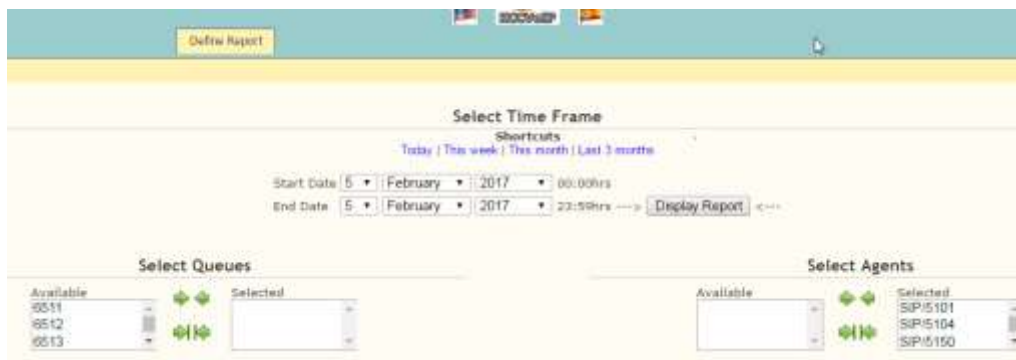 Define Report
Select Time Frame
Shortcuts
Today | This week | This month | Last 3 months
Start Date 5 February 2017 00:00hrs
End Date 5 February 2017 23:59hrs ---> Display Report <---
Select Queues
Select Agents
Available
Selected
Available
Selected
6511
6512
6513
SIP/5101
SIP/5104
SIP/5150